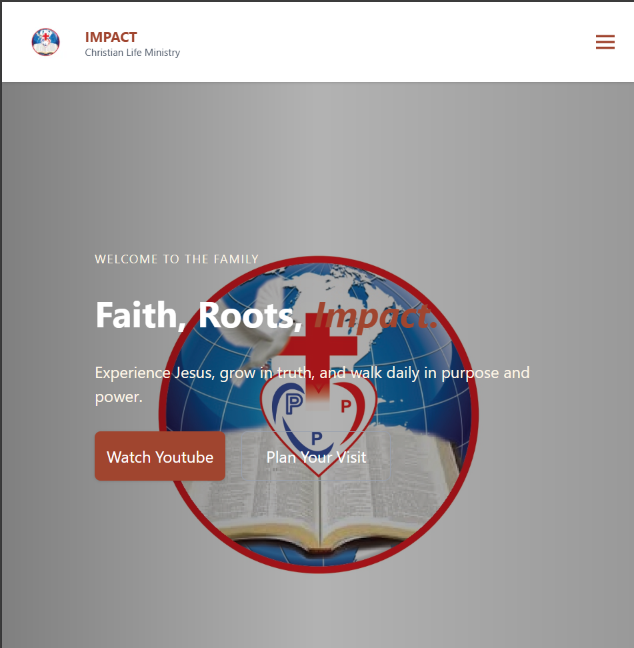 IMPACT
Christian Life Ministry
WELCOME TO THE FAMILY
Faith, Roots, Impact.
Experience Jesus, grow in truth, and walk daily in purpose and
power.
P P
P
Watch Youtube
Plan Your Visit